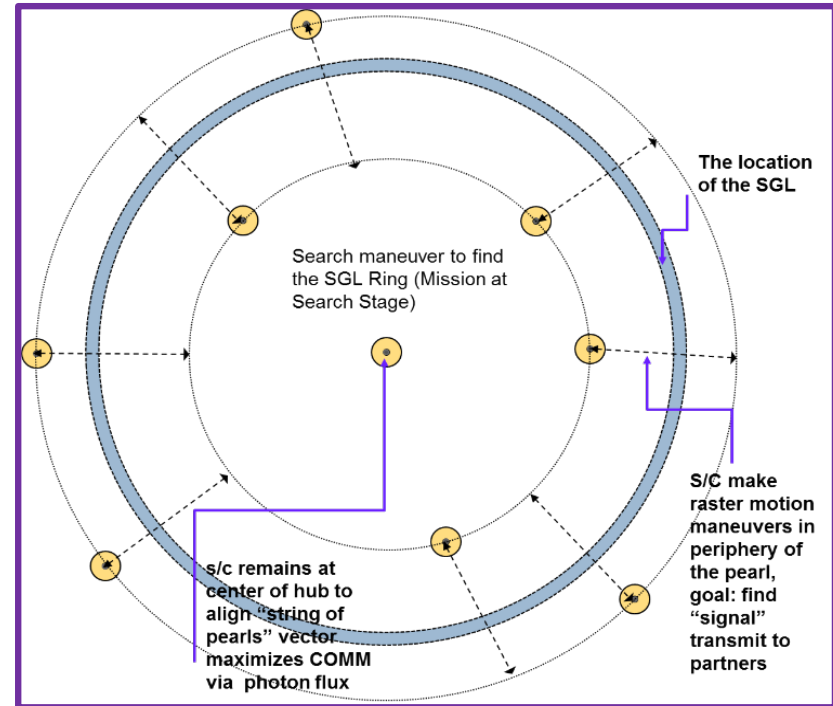 The location
of the SGL
Search maneuver to find
the SGL Ring (Mission at
Search Stage)
S/C make
raster motion
maneuvers in
periphery of
the pearl,
goal: find
“signal”
transmit to
partners
s/c remains at
center of hub to
align “string of
pearls” vector
maximizes COMM
via photon flux